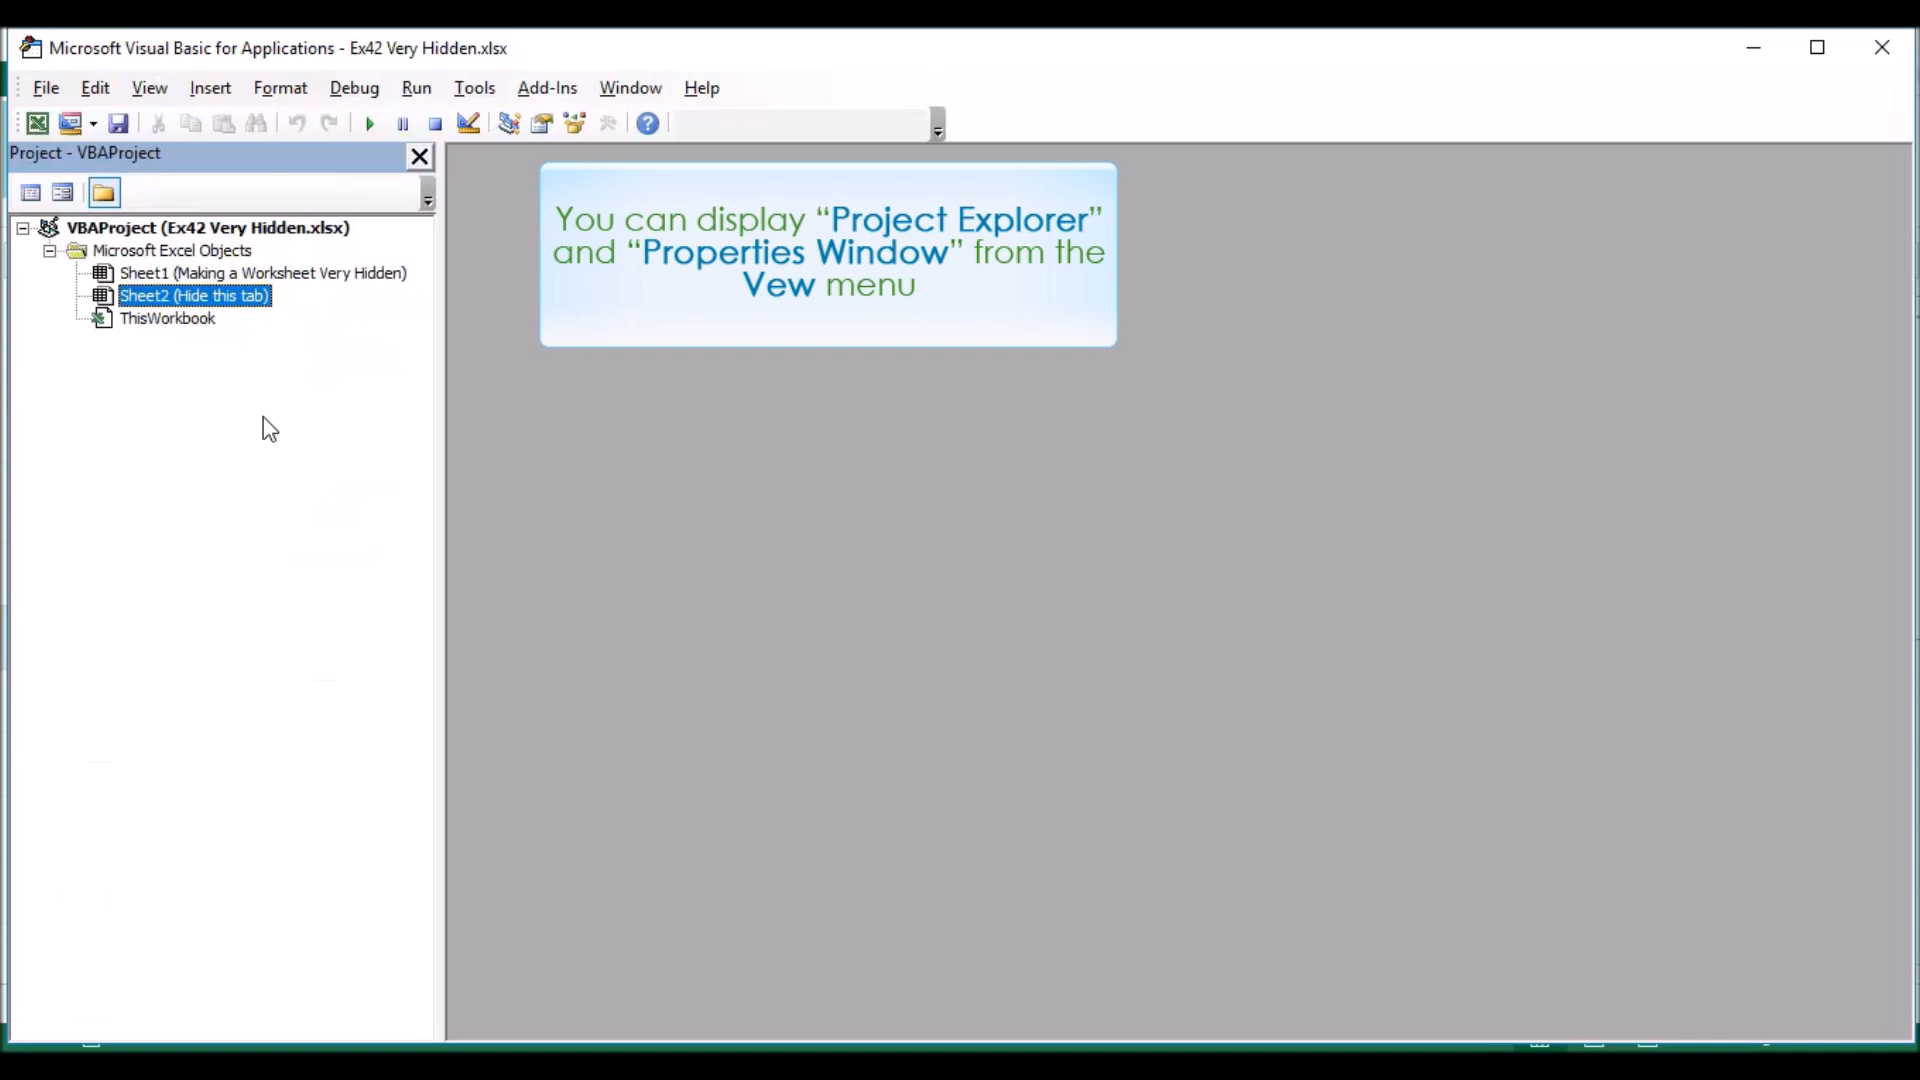 Microsoft Visual Basic for Applications - Ex42 Very Hidden.xlsx
File Edit View Insert Format Debug Run Tools Add-Ins Window Help
Project - VBAProject
VBAProject (Ex42 Very Hidden.xlsx)
Microsoft Excel Objects
Sheet1 (Making a Worksheet Very Hidden)
Sheet2 (Hide this tab)
ThisWorkbook
You can display “Project Explorer”
and “Properties Window” from the
Vew menu